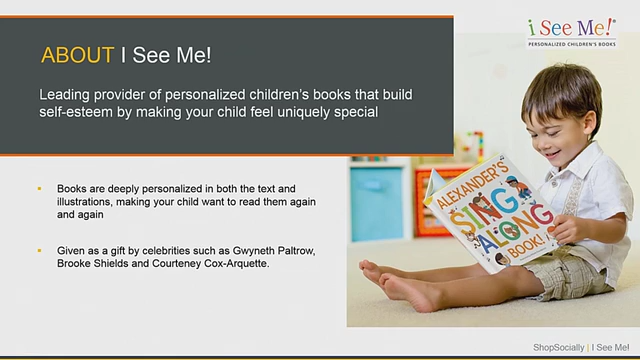 i See Me!®
PERSONALIZED CHILDREN'S BOOKS
ABOUT I See Me!
Leading provider of personalized children's books that build
self-esteem by making your child feel uniquely special
Books are deeply personalized in both the text and
illustrations, making your child want to read them again
and again
Given as a gift by celebrities such as Gwyneth Paltrow,
Brooke Shields and Courteney Cox-Arquette.
ALEXANDER'S
SING
ALONG
BOOK!
ShopSocially | I See Me!